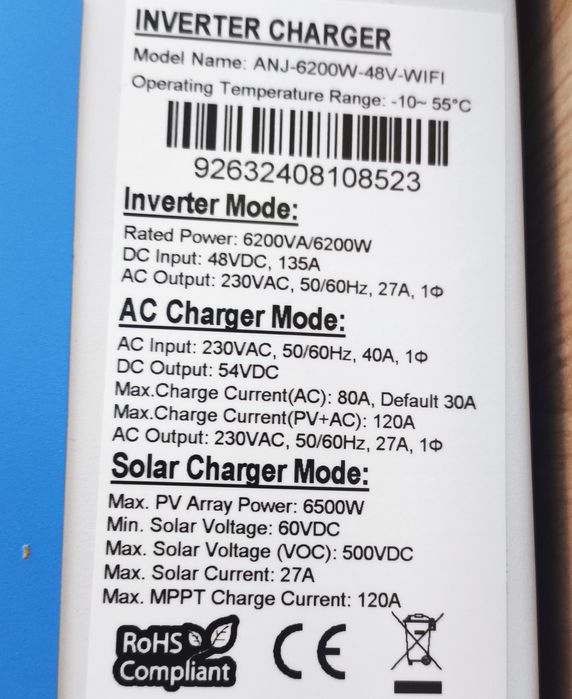 INVERTER CHARGER
Model Name: ANJ-6200W-48V-WIFI
Operating Temperature Range: -10~ 55°C
92632408108523
Inverter Mode:
Rated Power: 6200VA/6200W
DC Input: 48VDC, 135A
AC Output: 230VAC, 50/60Hz, 27A, 1Φ
AC Charger Mode:
AC Input: 230VAC, 50/60Hz, 40A, 1Φ
DC Output: 54VDC
Max.Charge Current(AC): 80A, Default 30A
Max.Charge Current(PV+AC): 120A
AC Output: 230VAC, 50/60Hz, 27A, 1Φ
Solar Charger Mode:
Max. PV Array Power: 6500W
Min. Solar Voltage: 60VDC
Max. Solar Voltage (VOC): 500VDC
Max. Solar Current: 27A
Max. MPPT Charge Current: 120A
RoHS
Compliant
CE